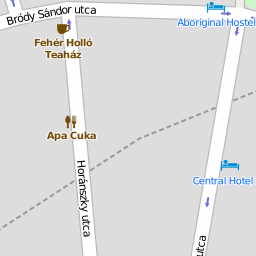 Bródy Sándor utca
Aboriginal Hostel
Fehér Holló
Teaház
Apa Cuka
Horánszky utca
Central Hotel
utca